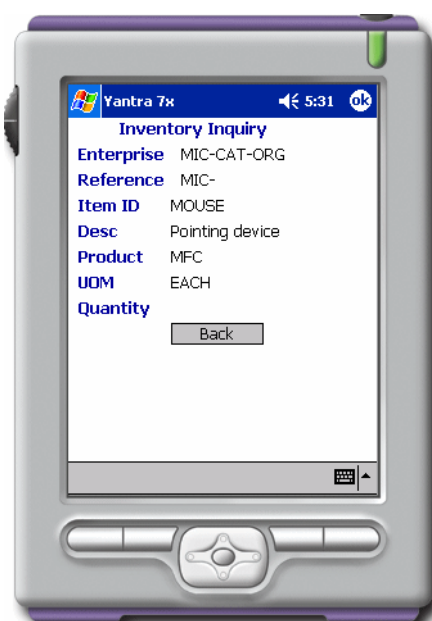 Yantra 7x 5:31 ok
Inventory Inquiry
Enterprise MIC-CAT-ORG
Reference MIC-
Item ID MOUSE
Desc Pointing device
Product MFC
UOM EACH
Quantity
Back